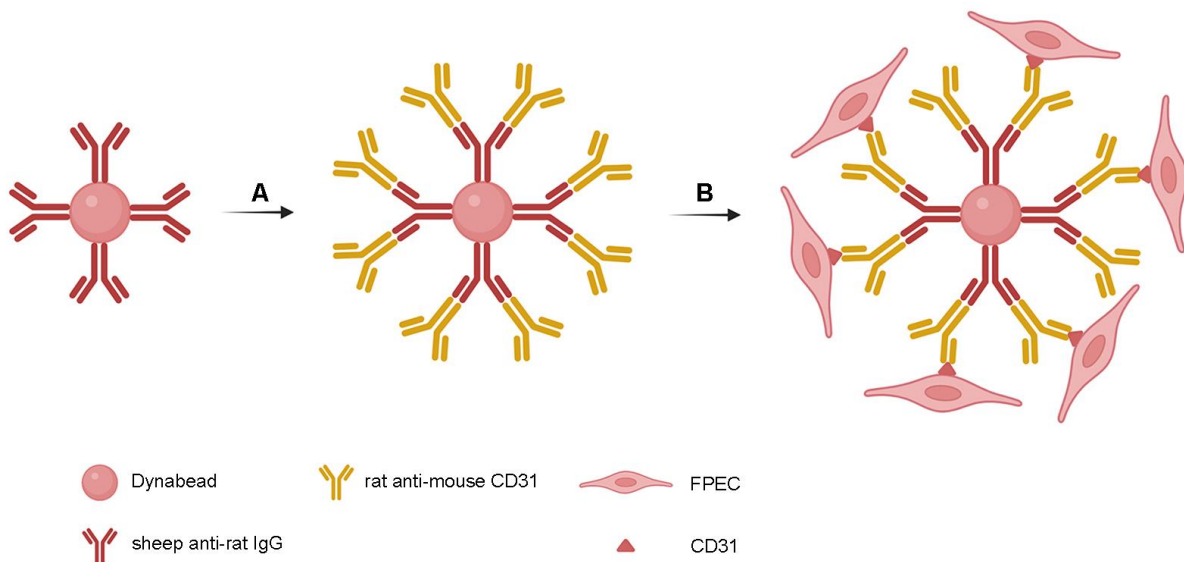 A
B
Dynabead
rat anti-mouse CD31
FPEC
sheep anti-rat IgG
CD31